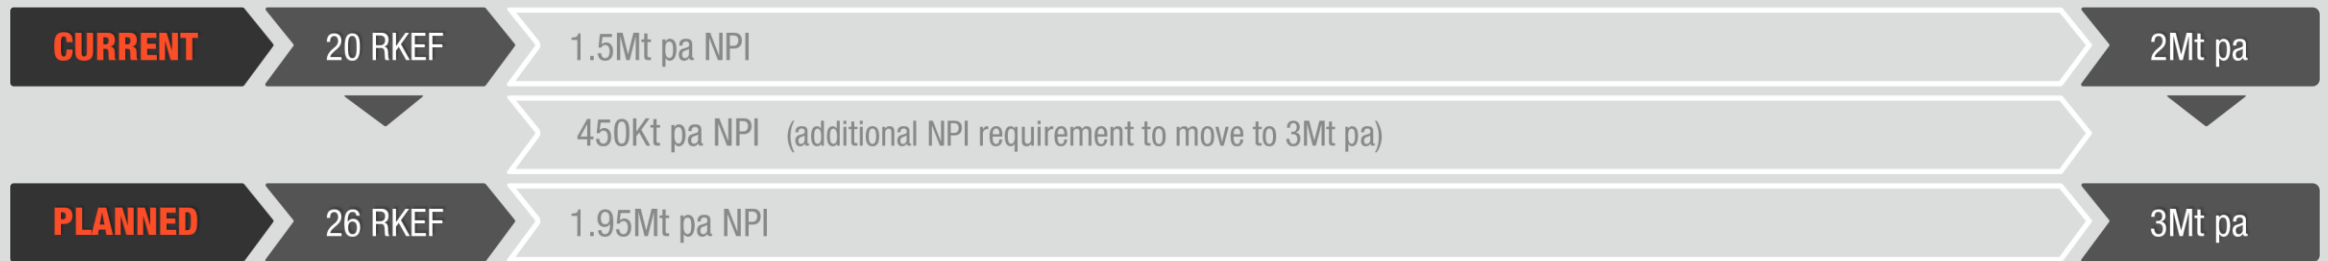 CURRENT 20 RKEF 1.5Mt pa NPI 2Mt pa
450Kt pa NPI (additional NPI requirement to move to 3Mt pa)
PLANNED 26 RKEF 1.95Mt pa NPI 3Mt pa